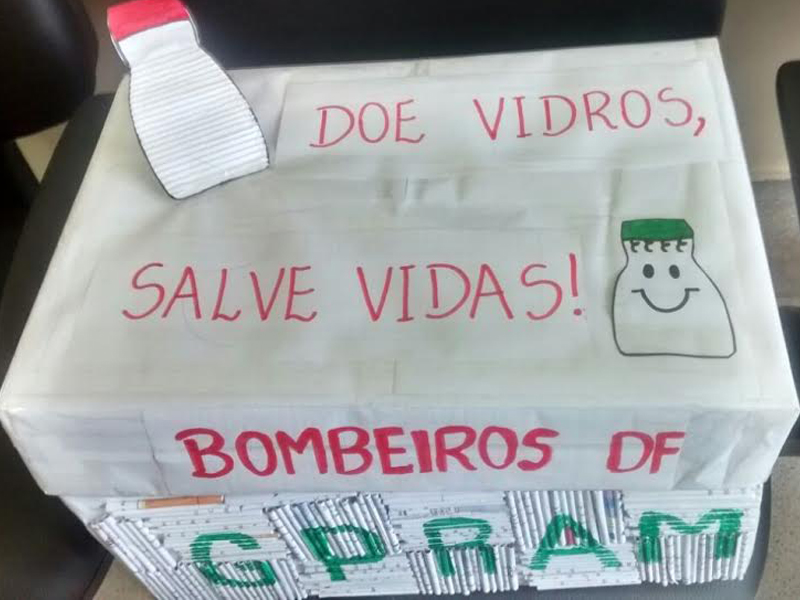 DOE VIDROS,
SALVE VIDAS!
BOMBEIROS DF
GPRAM